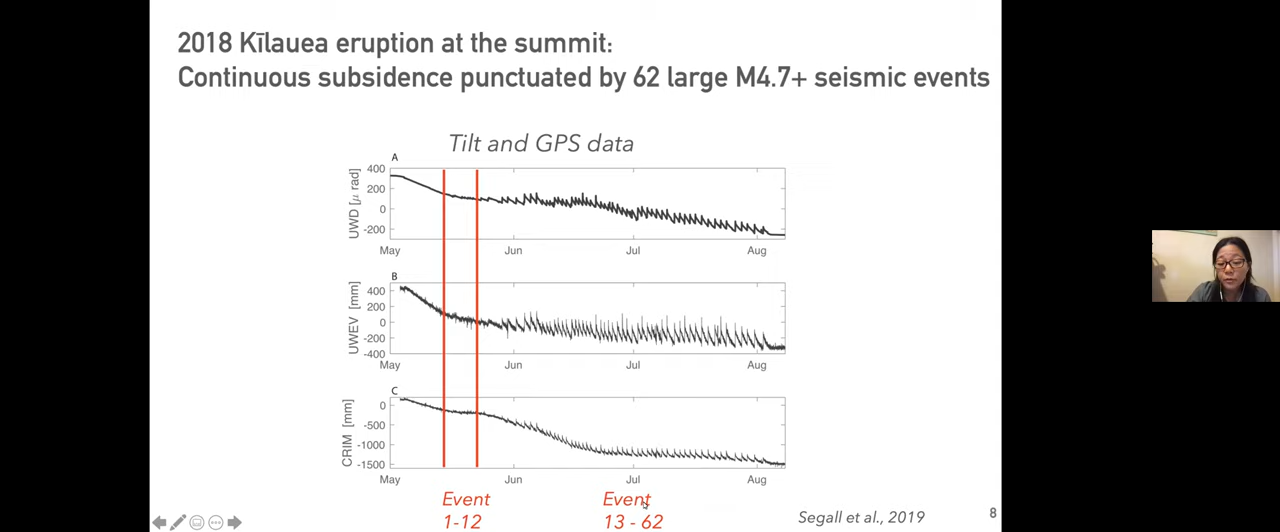 2018 Kīlauea eruption at the summit:
Continuous subsidence punctuated by 62 large M4.7+ seismic events
Tilt and GPS data
A
UWD [μ rad]
400
200
0
-200
May Jun Jul Aug
B
UWEV [mm]
400
200
0
-200
-400
May Jun Jul Aug
C
CRIM [mm]
0
-500
-1000
-1500
May Jun Jul Aug
Event Event
1-12 13 - 62
Segall et al., 2019
8